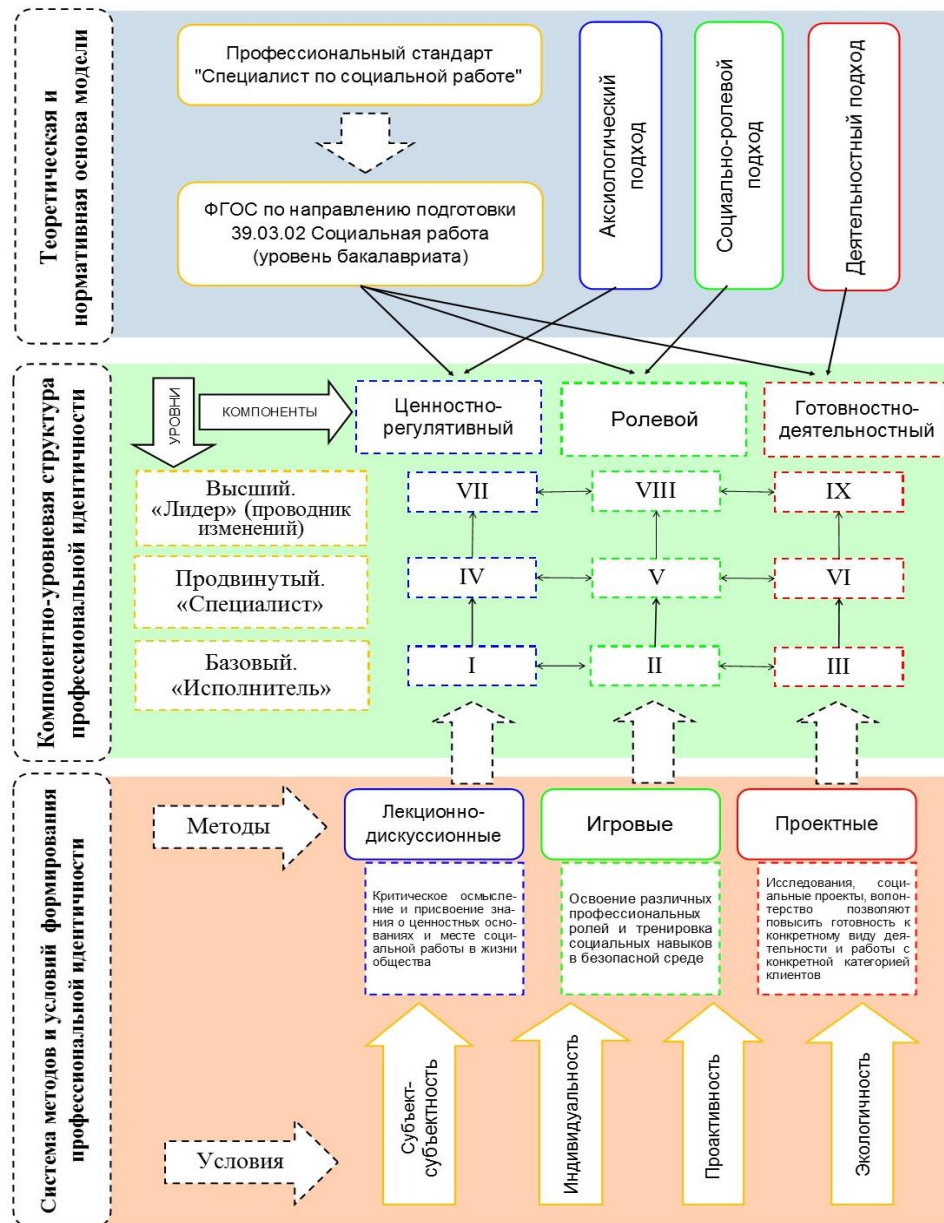 Теоретическая и
нормативная основа модели
Профессиональный стандарт
"Специалист по социальной работе"
ФГОС по направлению подготовки
39.03.02 Социальная работа
(уровень бакалавриата)
Аксиологический
подход
Социально-ролевой
подход
Деятельностный подход
Компонентно-уровневая структура
профессиональной идентичности
УРОВНИ
КОМПОНЕНТЫ
Ценностно-
регулятивный
Ролевой
Готовностно-
деятельностный
Высший.
«Лидер» (проводник
изменений)
VII
VIII
IX
Продвинутый.
«Специалист»
IV
V
VI
Базовый.
«Исполнитель»
I
II
III
Система методов и условий формирования
профессиональной идентичности
Методы
Лекционно-
дискуссионные
Игровые
Проектные
Критическое осмысле-
ние и присвоение зна-
ния о ценностных осно-
ваниях и месте социаль-
ной работы в жизни
общества
Освоение различных
профессиональных
ролей и тренировка
социальных навыков
в безопасной среде
Исследования, соци-
альные проекты, волон-
терство позволяют
повысить готовность к
конкретному виду дея-
тельности и работы с
конкретной категорией
клиентов
Условия
Субъект-
субъектность
Индивидуальность
Проактивность
Экологичность